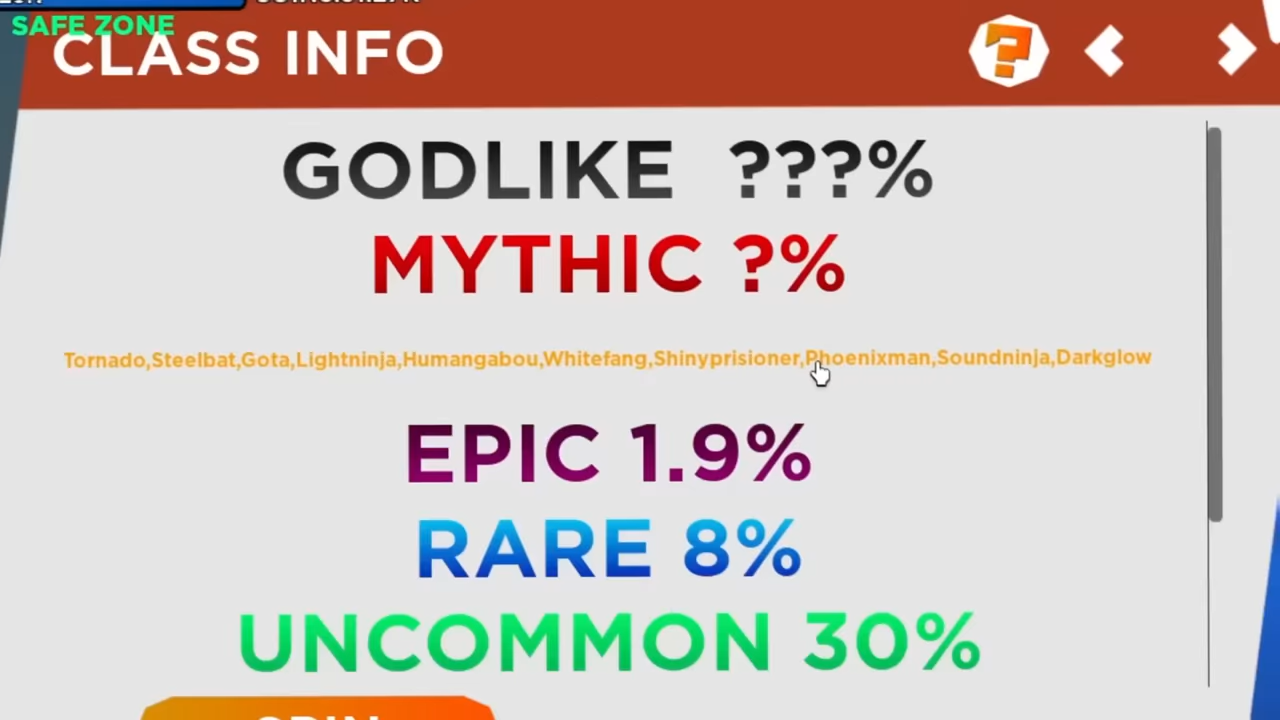 SAFE ZONE
CLASS INFO
GODLIKE ???%
MYTHIC ?%
Tornado,Steelbat,Gota,Lightninja,Humangabou,Whitefang,Shinyprisioner,Phoenixman,Soundninja,Darkglow
EPIC 1.9%
RARE 8%
UNCOMMON 30%
SPIN